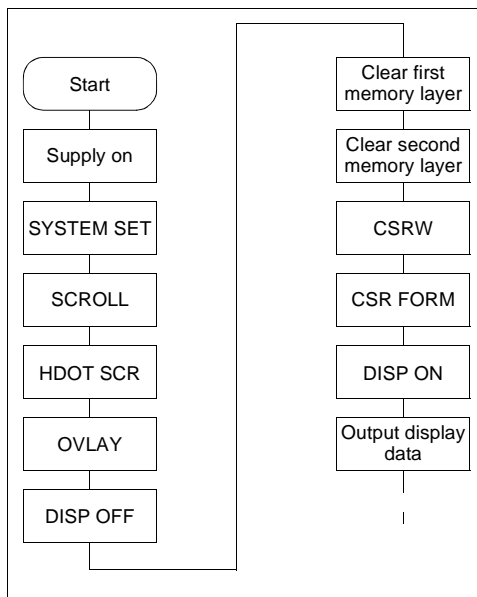 Start
Supply on
SYSTEM SET
SCROLL
HDOT SCR
OVLAY
DISP OFF
Clear first
memory layer
Clear second
memory layer
CSRW
CSR FORM
DISP ON
Output display
data